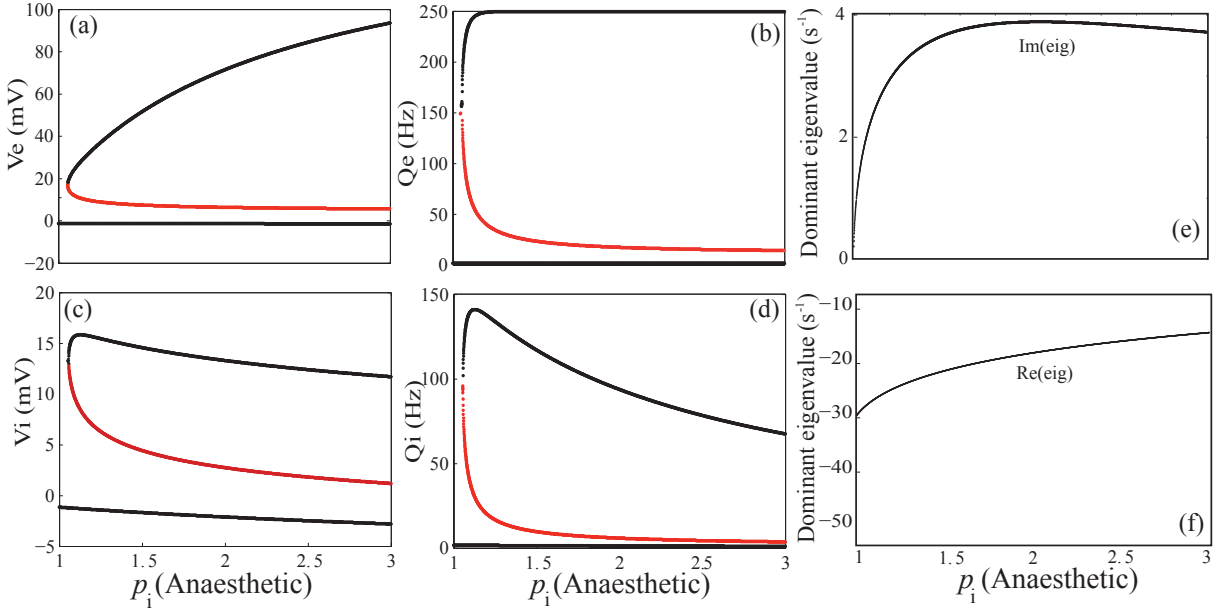 (a)
100
80
60
40
20
0
−20
Ve (mV)
(b)
250
200
150
100
50
0
Qe (Hz)
4
2
0
Dominant eigenvalue (s-1)
Im(eig)
(e)
(c)
20
15
10
5
0
−5
Vi (mV)
1 1.5 2 2.5 3
pi (Anaesthetic)
(d)
150
100
50
0
Qi (Hz)
1 1.5 2 2.5 3
pi (Anaesthetic)
−10
−20
−30
−40
−50
Dominant eigenvalue (s-1)
Re(eig)
(f)
1 1.5 2 2.5 3
pi (Anaesthetic)